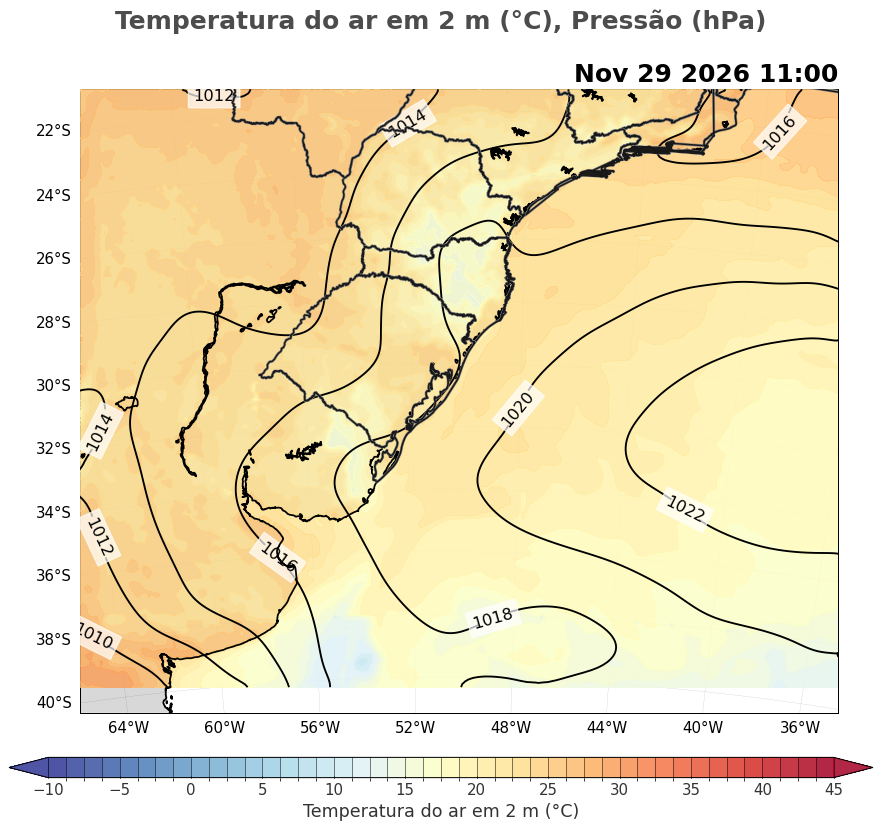 Temperatura do ar em 2 m (°C), Pressão (hPa)
Nov 29 2026 11:00
1012
1014
1016
22°S
24°S
26°S
28°S
30°S
32°S
34°S
36°S
38°S
40°S
1020
1014
1022
1012
1016
1018
1010
64°W
60°W
56°W
52°W
48°W
44°W
40°W
36°W
−10
−5
0
5
10
15
20
25
30
35
40
45
Temperatura do ar em 2 m (°C)